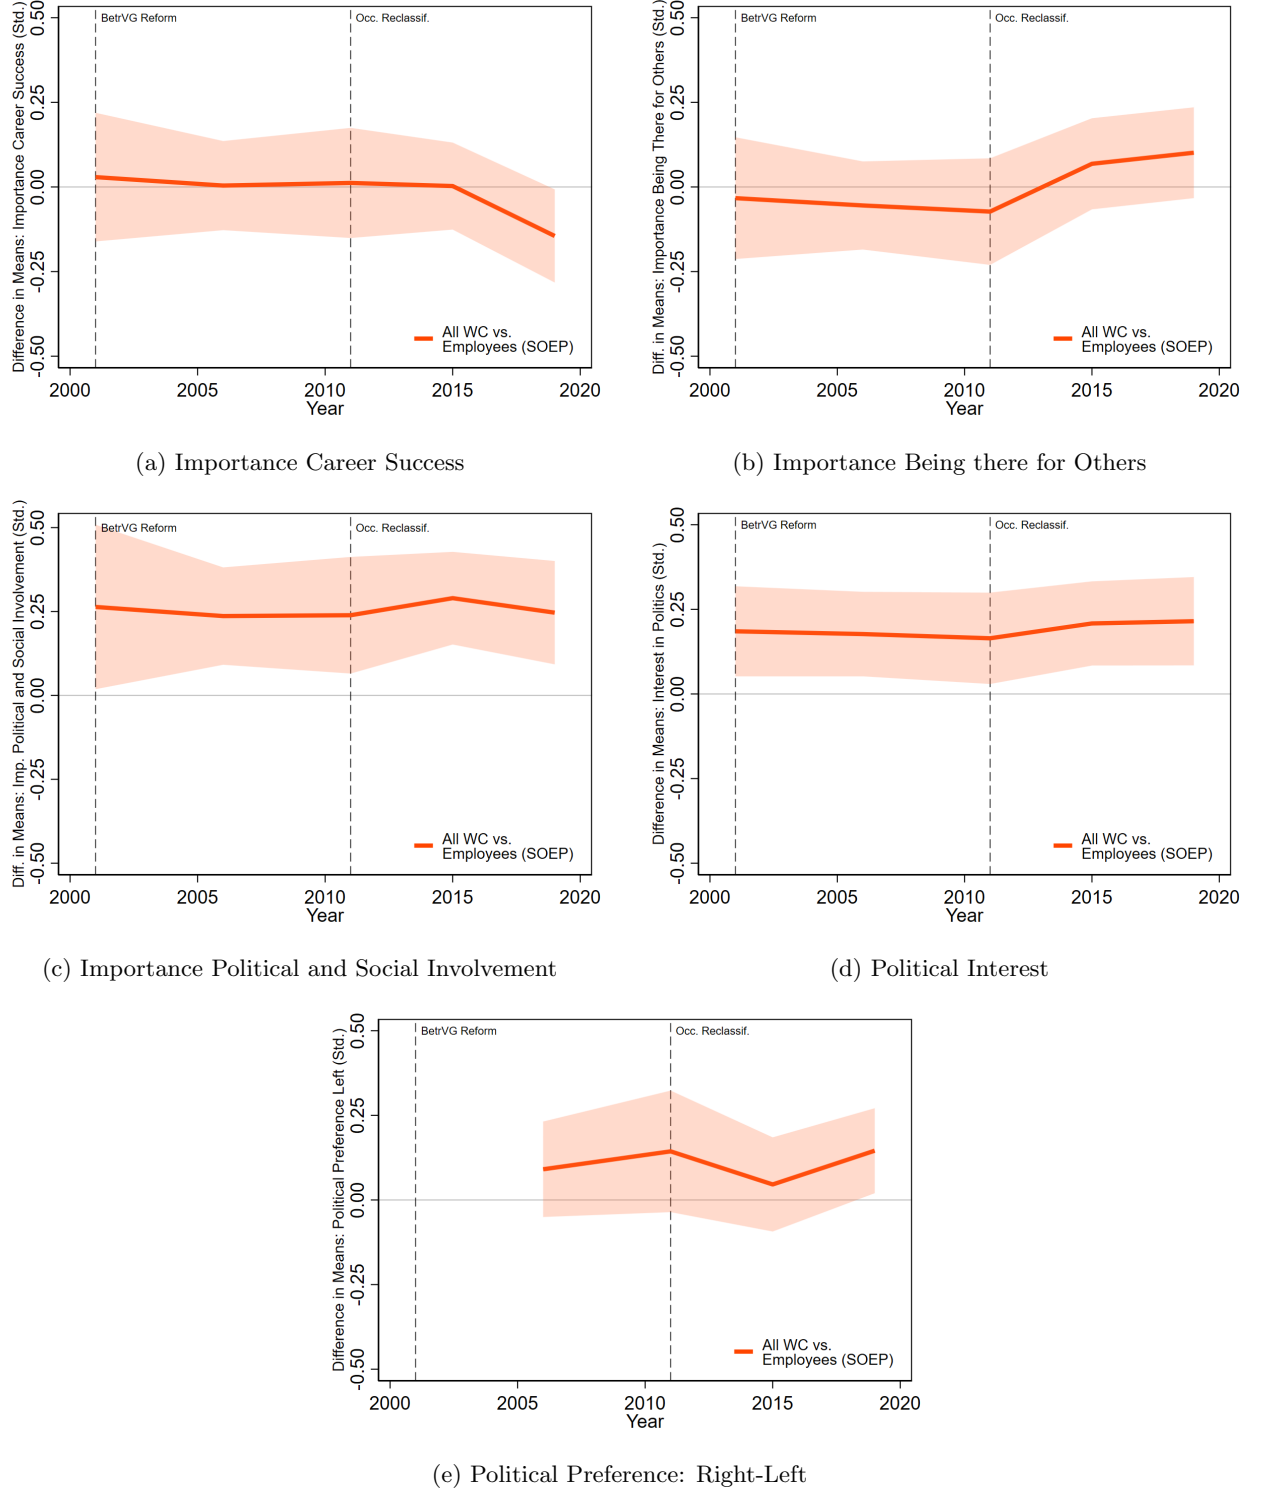 Difference in Means: Importance Career Success (Std.)
0.50
0.25
0.00
-0.25
-0.50
BetrVG Reform
Occ. Reclassif.
All WC vs.
Employees (SOEP)
2000 2005 2010 2015 2020
Year
(a) Importance Career Success
Diff. in Means: Importance Being There for Others (Std.)
0.50
0.25
0.00
-0.25
-0.50
BetrVG Reform
Occ. Reclassif.
All WC vs.
Employees (SOEP)
2000 2005 2010 2015 2020
Year
(b) Importance Being there for Others
Diff. in Means: Imp. Political and Social Involvement (Std.)
0.50
0.25
0.00
-0.25
-0.50
BetrVG Reform
Occ. Reclassif.
All WC vs.
Employees (SOEP)
2000 2005 2010 2015 2020
Year
(c) Importance Political and Social Involvement
Difference in Means: Interest in Politics (Std.)
0.50
0.25
0.00
-0.25
-0.50
BetrVG Reform
Occ. Reclassif.
All WC vs.
Employees (SOEP)
2000 2005 2010 2015 2020
Year
(d) Political Interest
Difference in Means: Political Preference Left (Std.)
0.50
0.25
0.00
-0.25
-0.50
BetrVG Reform
Occ. Reclassif.
All WC vs.
Employees (SOEP)
2000 2005 2010 2015 2020
Year
(e) Political Preference: Right-Left